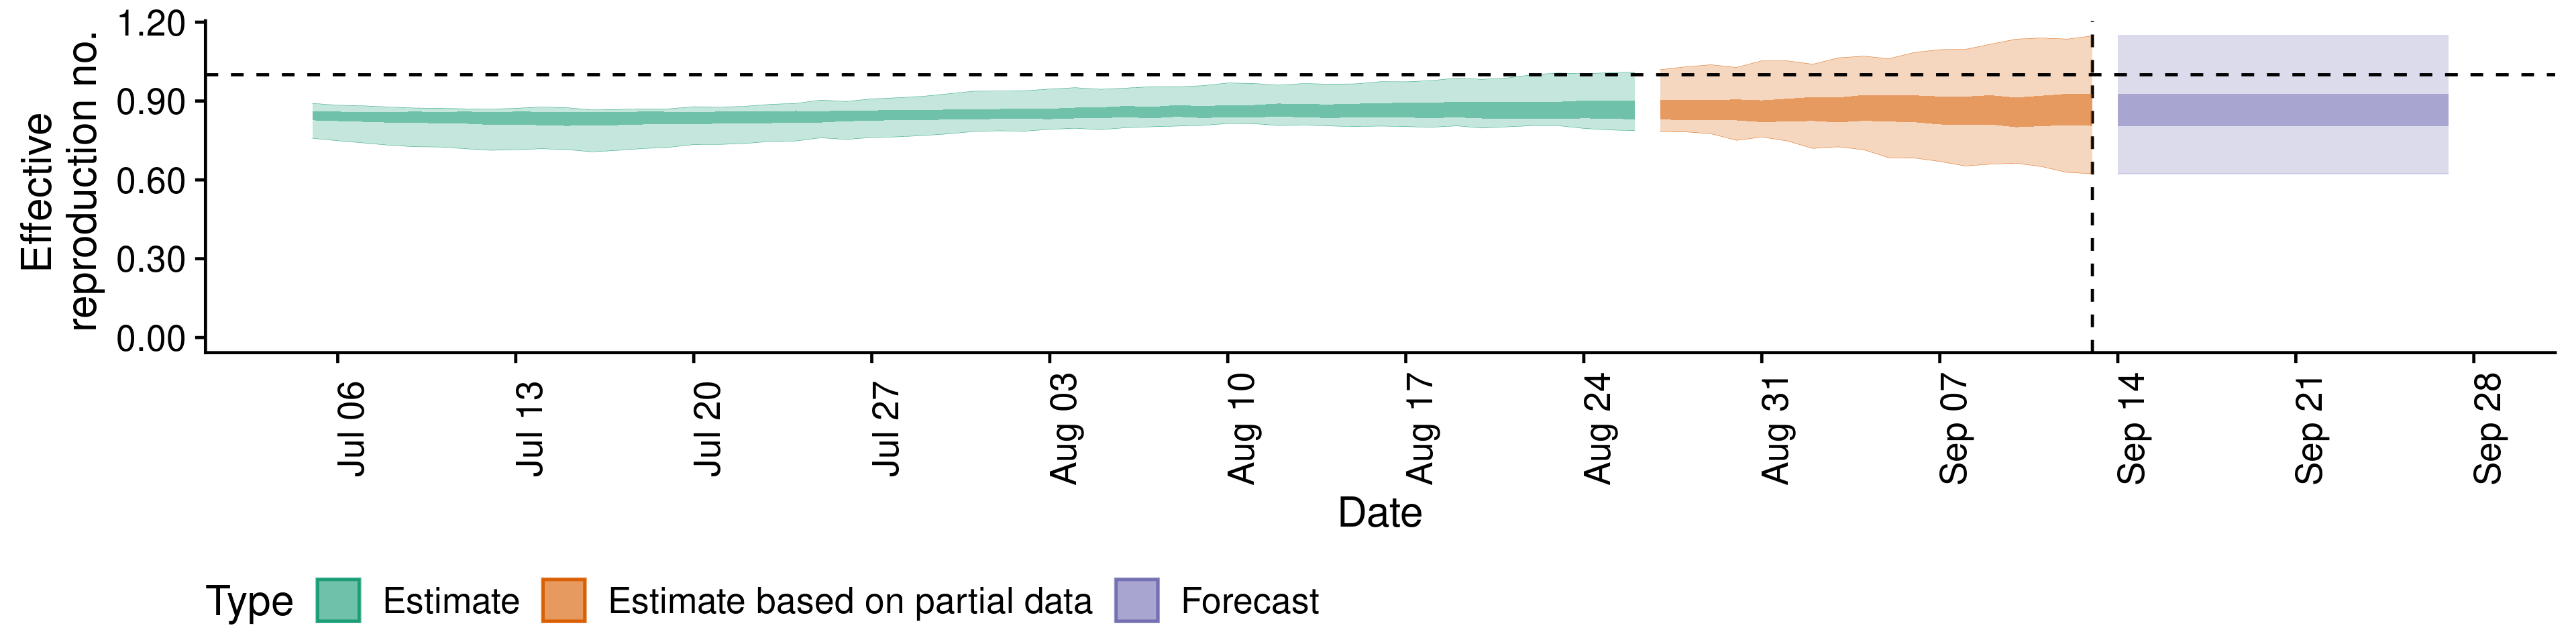 Effective
reproduction no.
1.20
0.90
0.60
0.30
0.00
Jul 06
Jul 13
Jul 20
Jul 27
Aug 03
Aug 10
Aug 17
Aug 24
Aug 31
Sep 07
Sep 14
Sep 21
Sep 28
Date
Type Estimate Estimate based on partial data Forecast